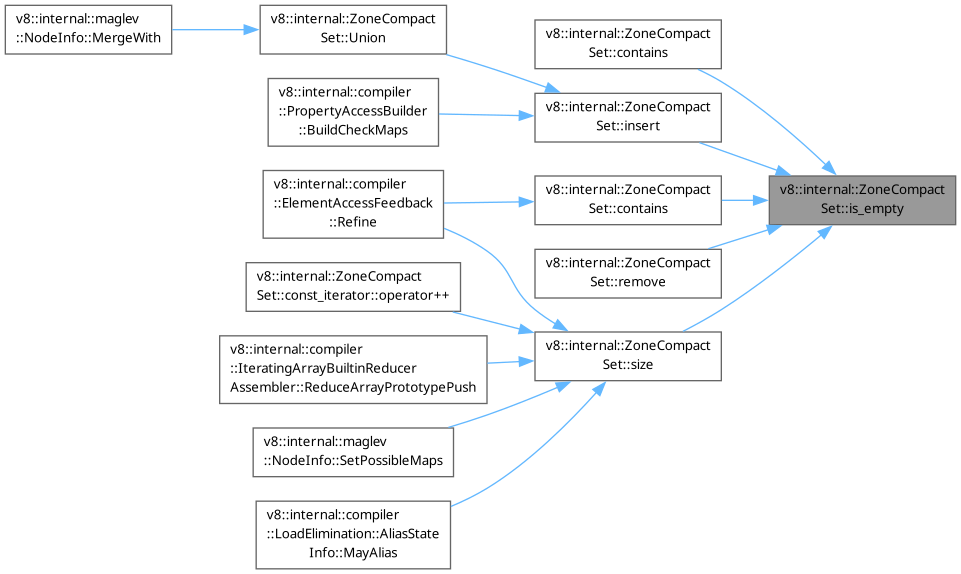 v8::internal::maglev
::NodeInfo::MergeWith
v8::internal::ZoneCompact
Set::Union
v8::internal::compiler
::PropertyAccessBuilder
::BuildCheckMaps
v8::internal::compiler
::ElementAccessFeedback
::Refine
v8::internal::ZoneCompact
Set::const_iterator::operator++
v8::internal::compiler
::IteratingArrayBuiltinReducer
Assembler::ReduceArrayPrototypePush
v8::internal::maglev
::NodeInfo::SetPossibleMaps
v8::internal::compiler
::LoadElimination::AliasState
Info::MayAlias
v8::internal::ZoneCompact
Set::contains
v8::internal::ZoneCompact
Set::insert
v8::internal::ZoneCompact
Set::contains
v8::internal::ZoneCompact
Set::remove
v8::internal::ZoneCompact
Set::size
v8::internal::ZoneCompact
Set::is_empty